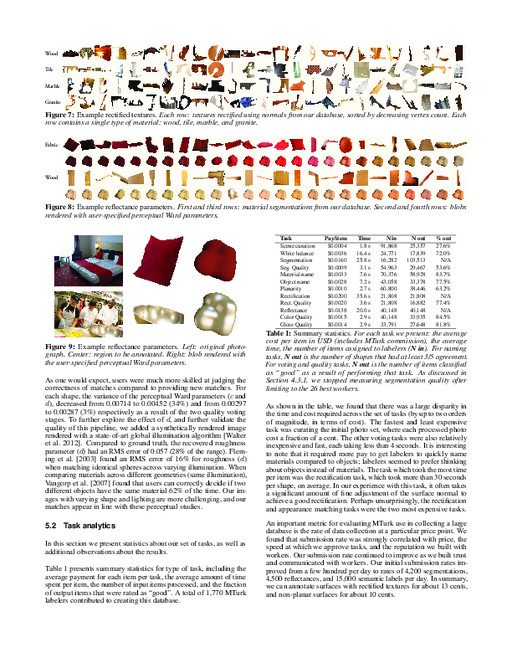 Wood
Tile
Marble
Granite
Figure 7: Example rectified textures. Each row: textures rectified using normals from our database, sorted by decreasing vertex count. Each
row contains a single type of material: wood, tile, marble, and granite.
Fabric
Wood
Figure 8: Example reflectance parameters. First and third rows: material segmentations from our database. Second and fourth rows: blobs
rendered with user-specified perceptual Ward parameters.
Figure 9: Example reflectance parameters. Left: original photo-
graph. Center: region to be annotated. Right: blob rendered with
the user-specified perceptual Ward parameters.
As one would expect, users were much more skilled at judging the
correctness of matches compared to providing new matches. For
each shape, the variance of the perceptual Ward parameters (c and
d), decreased from 0.00714 to 0.00452 (34%) and from 0.00297
to 0.00287 (3%) respectively as a result of the two quality voting
stages. To further explore the effect of d, and further validate the
quality of this pipeline, we added a synthetically rendered image
rendered with a state-of-art global illumination algorithm [Walter
et al. 2012]. Compared to ground truth, the recovered roughness
parameter (d) had an RMS error of 0.057 (28% of the range). Flem-
ing et al. [2003] found an RMS error of 16% for roughness (d)
when matching identical spheres across varying illumination. When
comparing materials across different geometries (same illumination),
Vangorp et al. [2007] found that users can correctly decide if two
different objects have the same material 62% of the time. Our im-
ages with varying shape and lighting are more challenging, and our
matches appear in line with these perceptual studies.
5.2 Task analytics
In this section we present statistics about our set of tasks, as well as
additional observations about the results.
Table 1 presents summary statistics for type of task, including the
average payment for each item per task, the average amount of time
spent per item, the number of input items processed, and the fraction
of output items that were rated as "good". A total of 1,770 MTurk
labelers contributed to creating this database.
Task Pay/item Time N in N out % out
Scene curation $0.0004 1.8 s 91,868 25,357 27.6%
White balance $0.0036 16.4 s 24,771 17,839 72.0%
Segmentation $0.0160 25.8 s 16,282 103,513 N/A
Seg. Quality $0.0009 3.1 s 54,963 29,467 53.6%
Material name $0.0033 7.6 s 70,376 58,928 83.7%
Object name $0.0028 7.2 s 43,058 33,378 77.5%
Planarity $0.0010 2.7 s 60,800 38,446 63.2%
Rectification $0.0200 35.6 s 21,808 21,808 N/A
Rect. Quality $0.0020 3.6 s 21,808 16,882 77.4%
Reflectance $0.0138 20.0 s 40,148 40,148 N/A
Color Quality $0.0015 2.9 s 40,148 33,935 84.5%
Gloss Quality $0.0014 2.9 s 33,791 27,648 81.8%
Table 1: Summary statistics. For each task we present: the average
cost per item in USD (includes MTurk commission), the average
time, the number of items assigned to labelers (N in). For naming
tasks, N out is the number of shapes that had at least 3/5 agreement.
For voting and quality tasks, N out is the number of items classified
as "good" as a result of performing that task. As discussed in
Section 4.3.1, we stopped measuring segmentation quality after
limiting to the 26 best workers.
As shown in the table, we found that there was a large disparity in
the time and cost required across the set of tasks (by up to two orders
of magnitude, in terms of cost). The fastest and least expensive
task was curating the initial photo set, where each processed photo
cost a fraction of a cent. The other voting tasks were also relatively
inexpensive and fast, each taking less than 4 seconds. It is interesting
to note that it required more pay to get labelers to quickly name
materials compared to objects; labelers seemed to prefer thinking
about objects instead of materials. The task which took the most time
per item was the rectification task, which took more than 30 seconds
per shape, on average. In our experience with this task, it often takes
a significant amount of fine adjustment of the surface normal to
achieve a good rectification. Perhaps unsurprisingly, the rectification
and appearance matching tasks were the two most expensive tasks.
An important metric for evaluating MTurk use in collecting a large
database is the rate of data collection at a particular price point. We
found that submission rate was strongly correlated with price, the
speed at which we approve tasks, and the reputation we built with
workers. Our submission rate continued to improve as we built trust
and communicated with workers. Our initial submission rates im-
proved from a few hundred per day to rates of 4,200 segmentations,
4,500 reflectances, and 15,000 semantic labels per day. In summary,
we can annotate surfaces with rectified textures for about 13 cents,
and non-planar surfaces for about 10 cents.